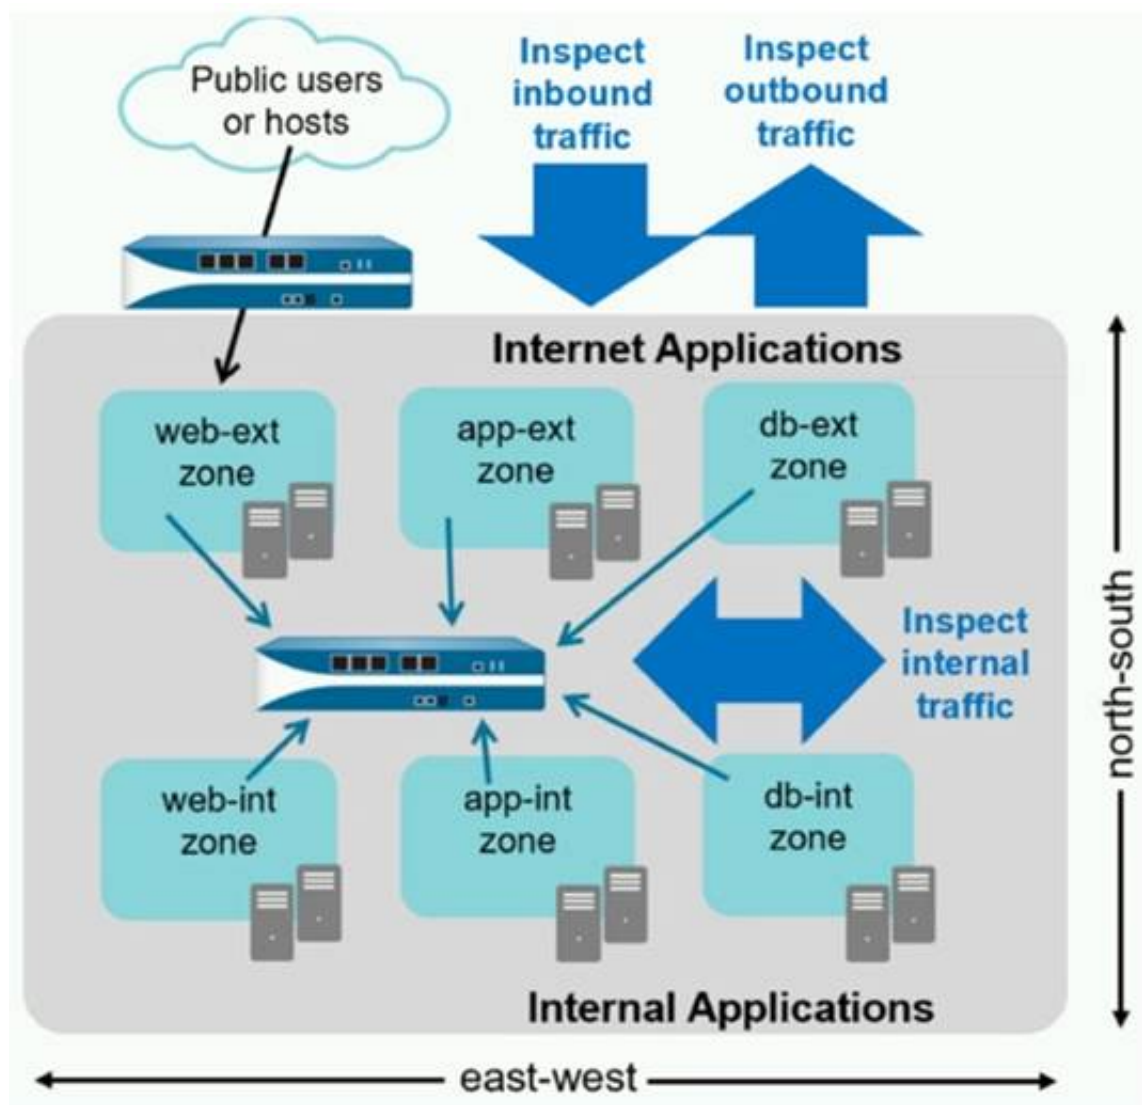 Public users
or hosts
Inspect
inbound
traffic
Inspect
outbound
traffic
Internet Applications
web-ext
zone
app-ext
zone
db-ext
zone
Inspect
internal
traffic
north-south
web-int
zone
app-int
zone
db-int
zone
Internal Applications
east-west